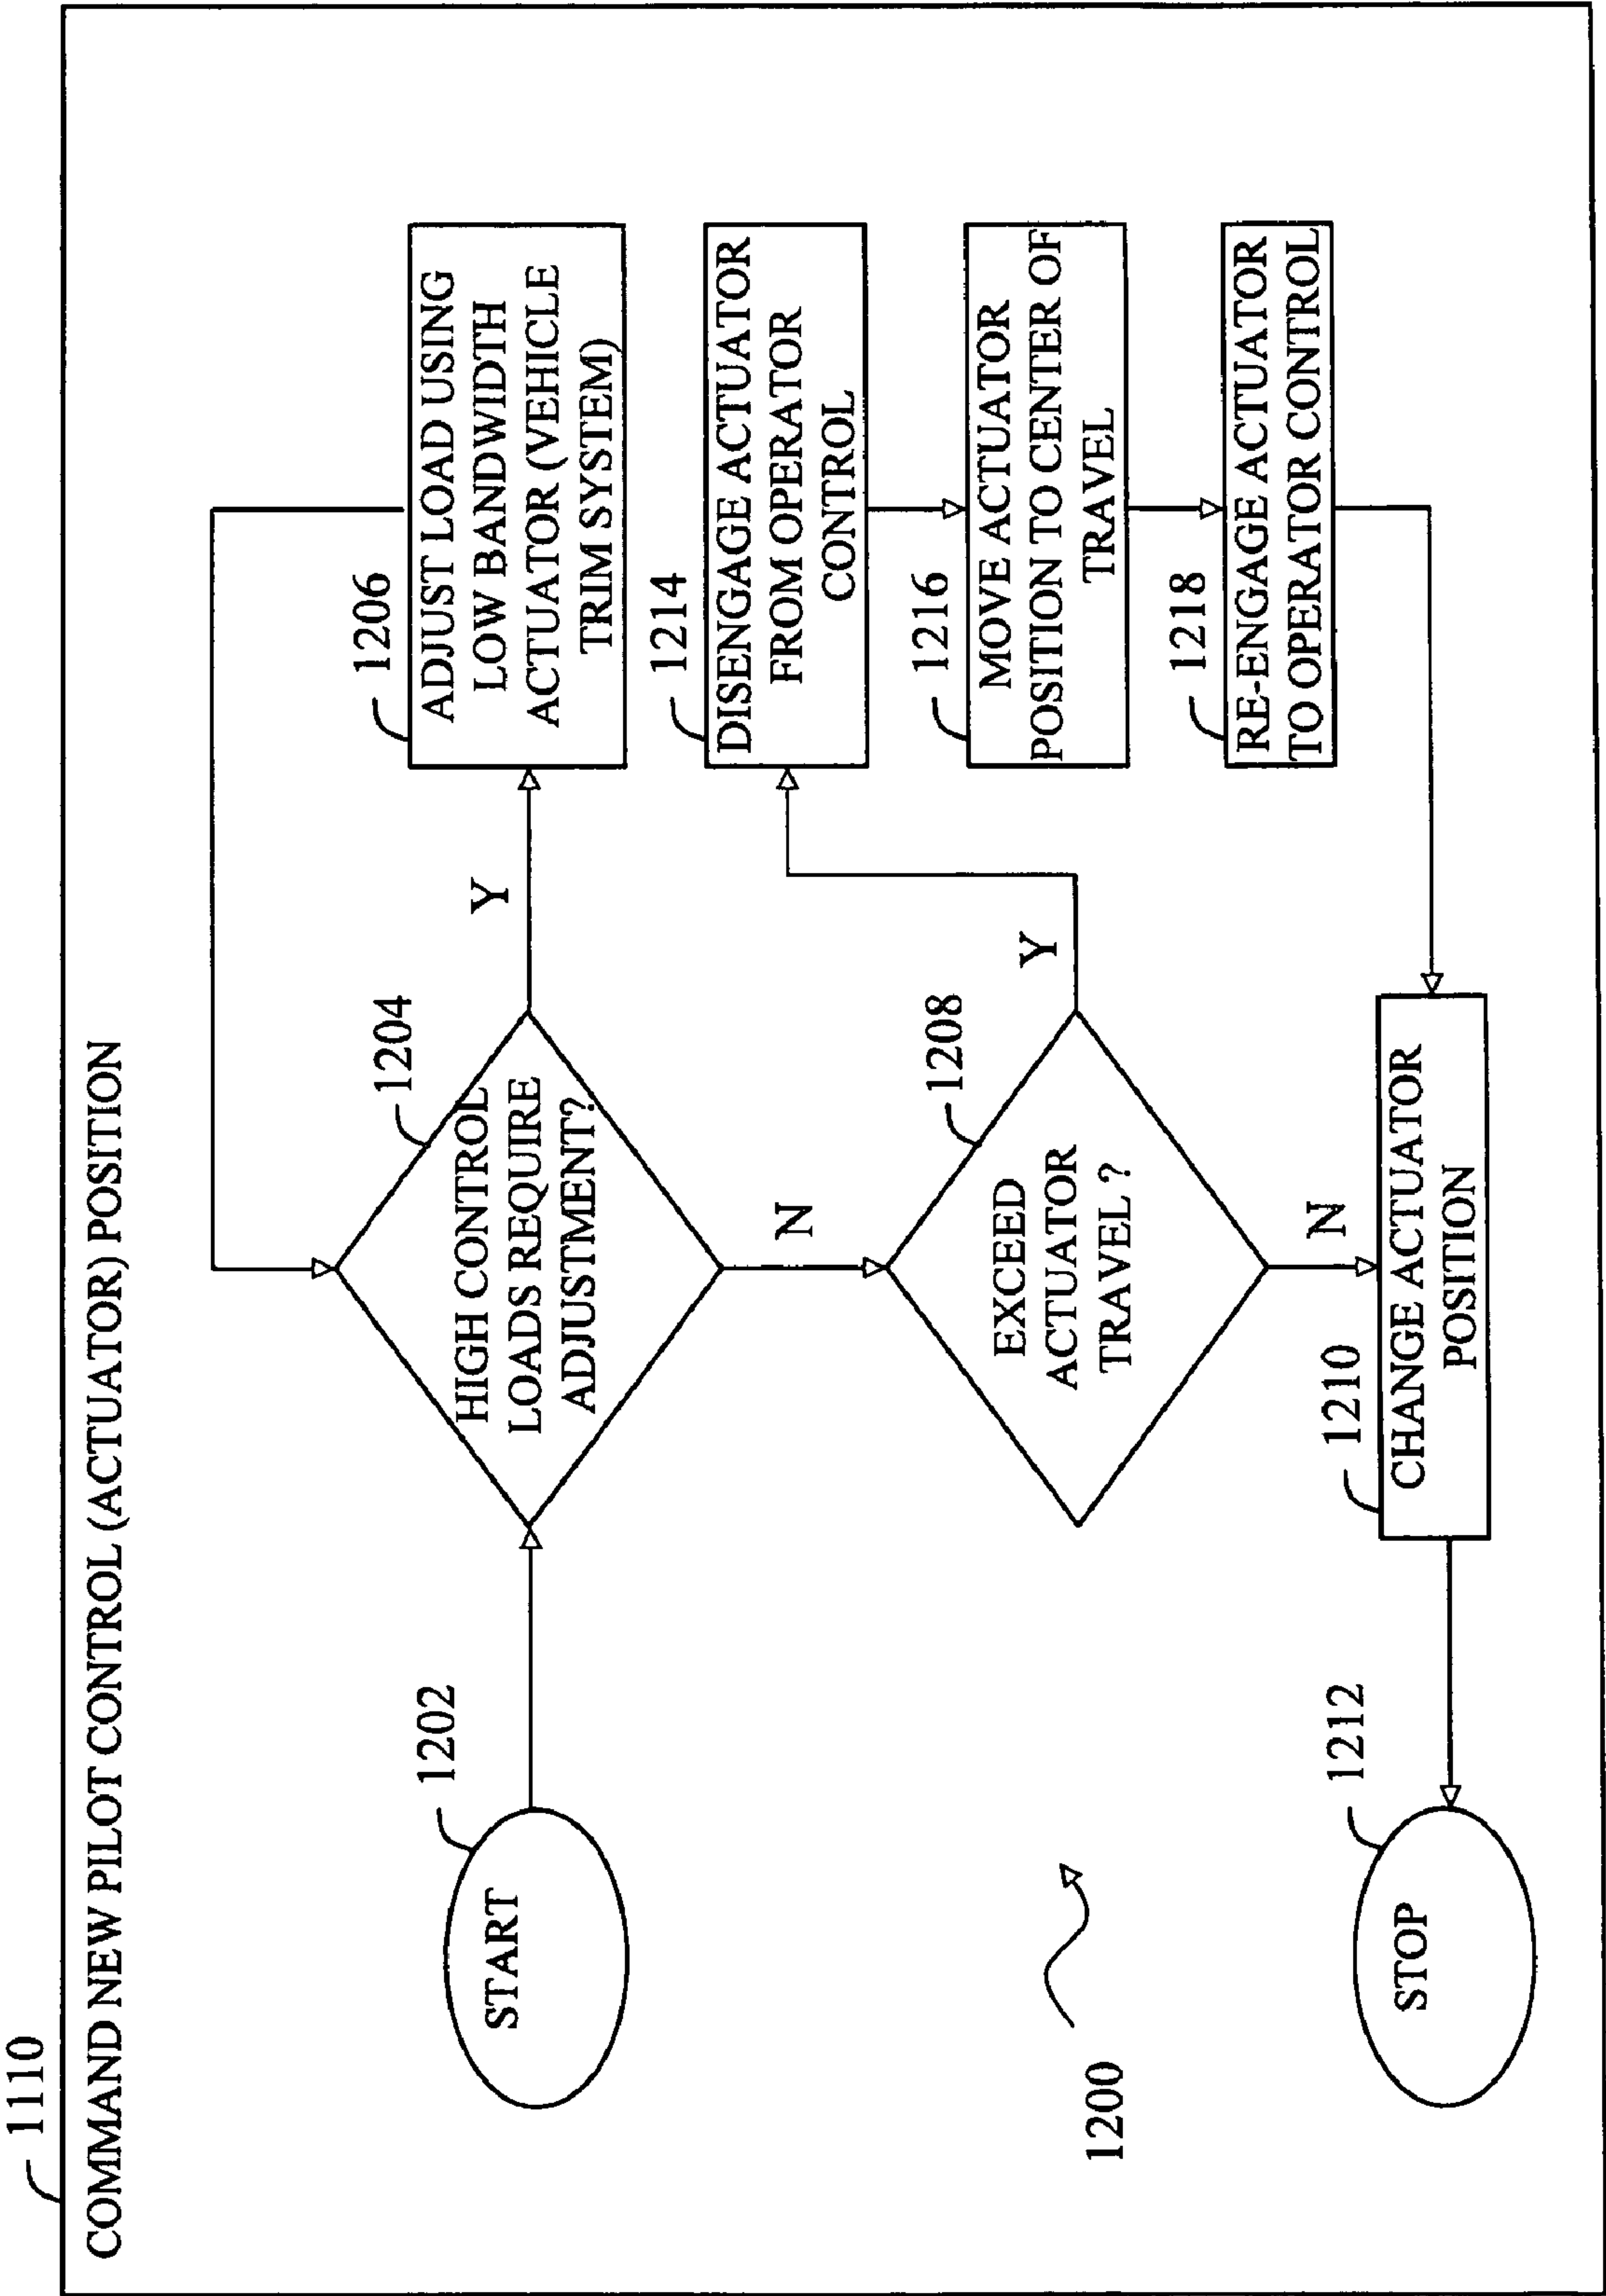 1110
COMMAND NEW PILOT CONTROL (ACTUATOR) POSITION
1202
START
1204
HIGH CONTROL
LOADS REQUIRE
ADJUSTMENT?
Y
1206
ADJUST LOAD USING
LOW BANDWIDTH
ACTUATOR (VEHICLE
TRIM SYSTEM)
N
1208
EXCEED
ACTUATOR
TRAVEL ?
Y
1214
DISENGAGE ACTUATOR
FROM OPERATOR
CONTROL
1216
MOVE ACTUATOR
POSITION TO CENTER OF
TRAVEL
1218
RE-ENGAGE ACTUATOR
TO OPERATOR CONTROL
N
1210
CHANGE ACTUATOR
POSITION
1212
STOP
1200